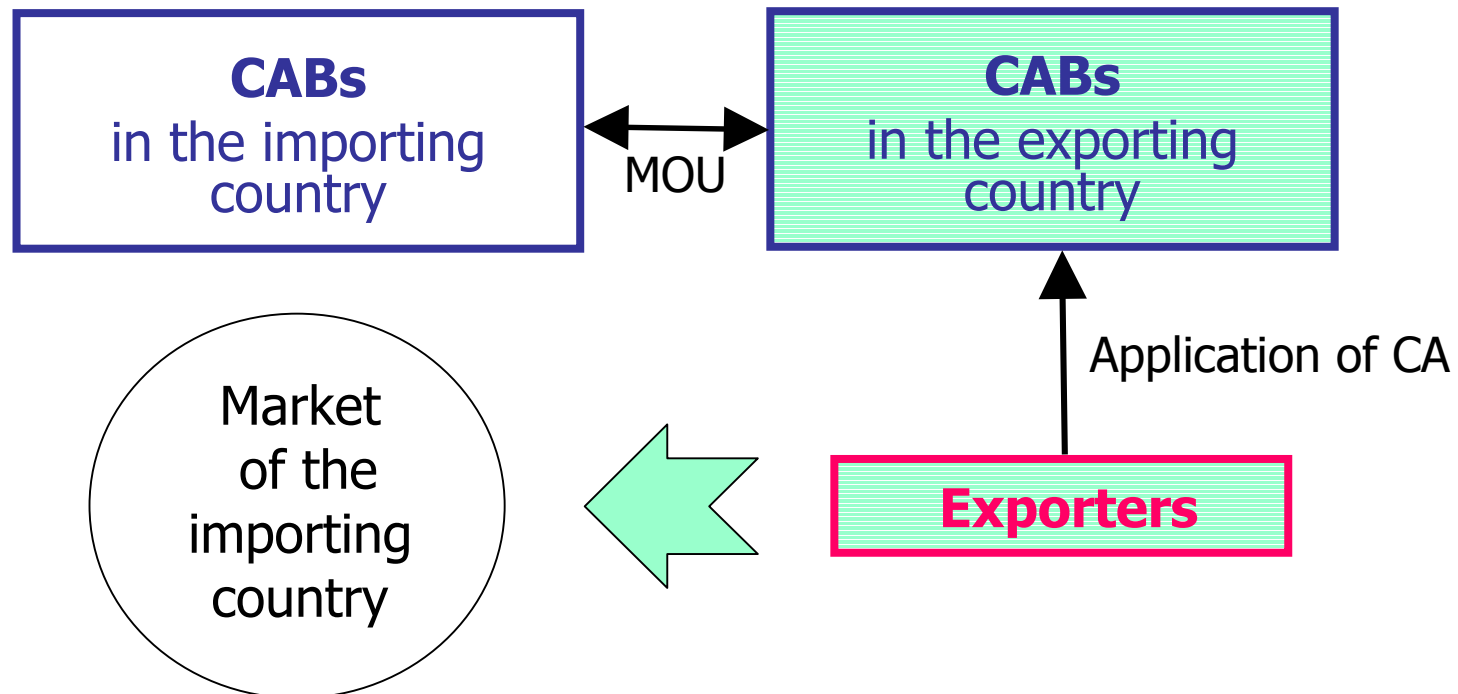 CABs
in the importing
country
MOU
CABs
in the exporting
country
Application of CA
Market
of the
importing
country
Exporters